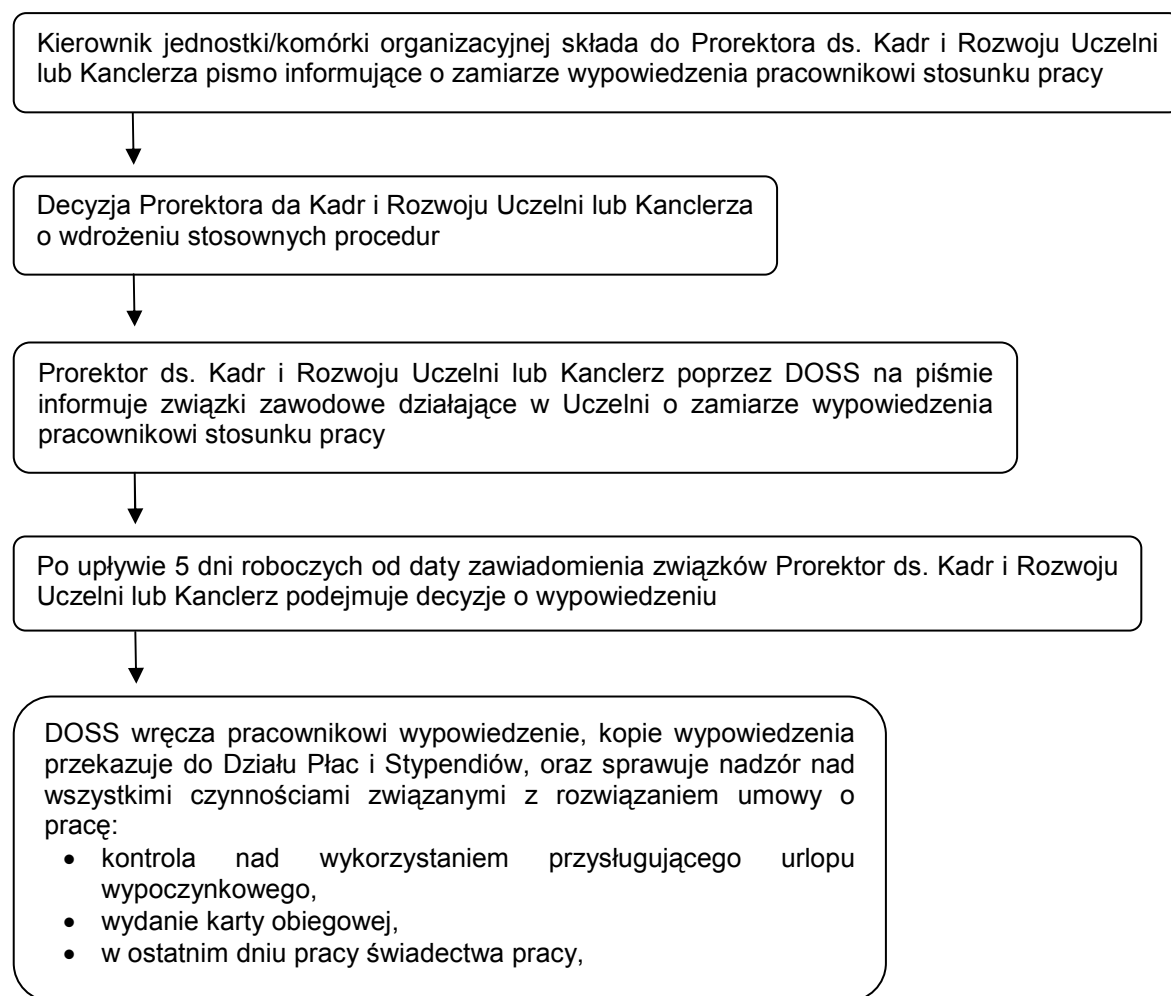 Kierownik jednostki/komórki organizacyjnej składa do Prorektora ds. Kadr i Rozwoju Uczelni
lub Kanclerza pismo informujące o zamiarze wypowiedzenia pracownikowi stosunku pracy
Decyzja Prorektora da Kadr i Rozwoju Uczelni lub Kanclerza
o wdrożeniu stosownych procedur
Prorektor ds. Kadr i Rozwoju Uczelni lub Kanclerz poprzez DOSS na piśmie
informuje związki zawodowe działające w Uczelni o zamiarze wypowiedzenia
pracownikowi stosunku pracy
Po upływie 5 dni roboczych od daty zawiadomienia związków Prorektor ds. Kadr i Rozwoju
Uczelni lub Kanclerz podejmuje decyzje o wypowiedzeniu
DOSS wręcza pracownikowi wypowiedzenie, kopie wypowiedzenia
przekazuje do Działu Płac i Stypendiów, oraz sprawuje nadzór nad
wszystkimi czynnościami związanymi z rozwiązaniem umowy o
pracę:
• kontrola nad wykorzystaniem przysługującego urlopu
wypoczynkowego,
• wydanie karty obiegowej,
• w ostatnim dniu pracy świadectwa pracy,